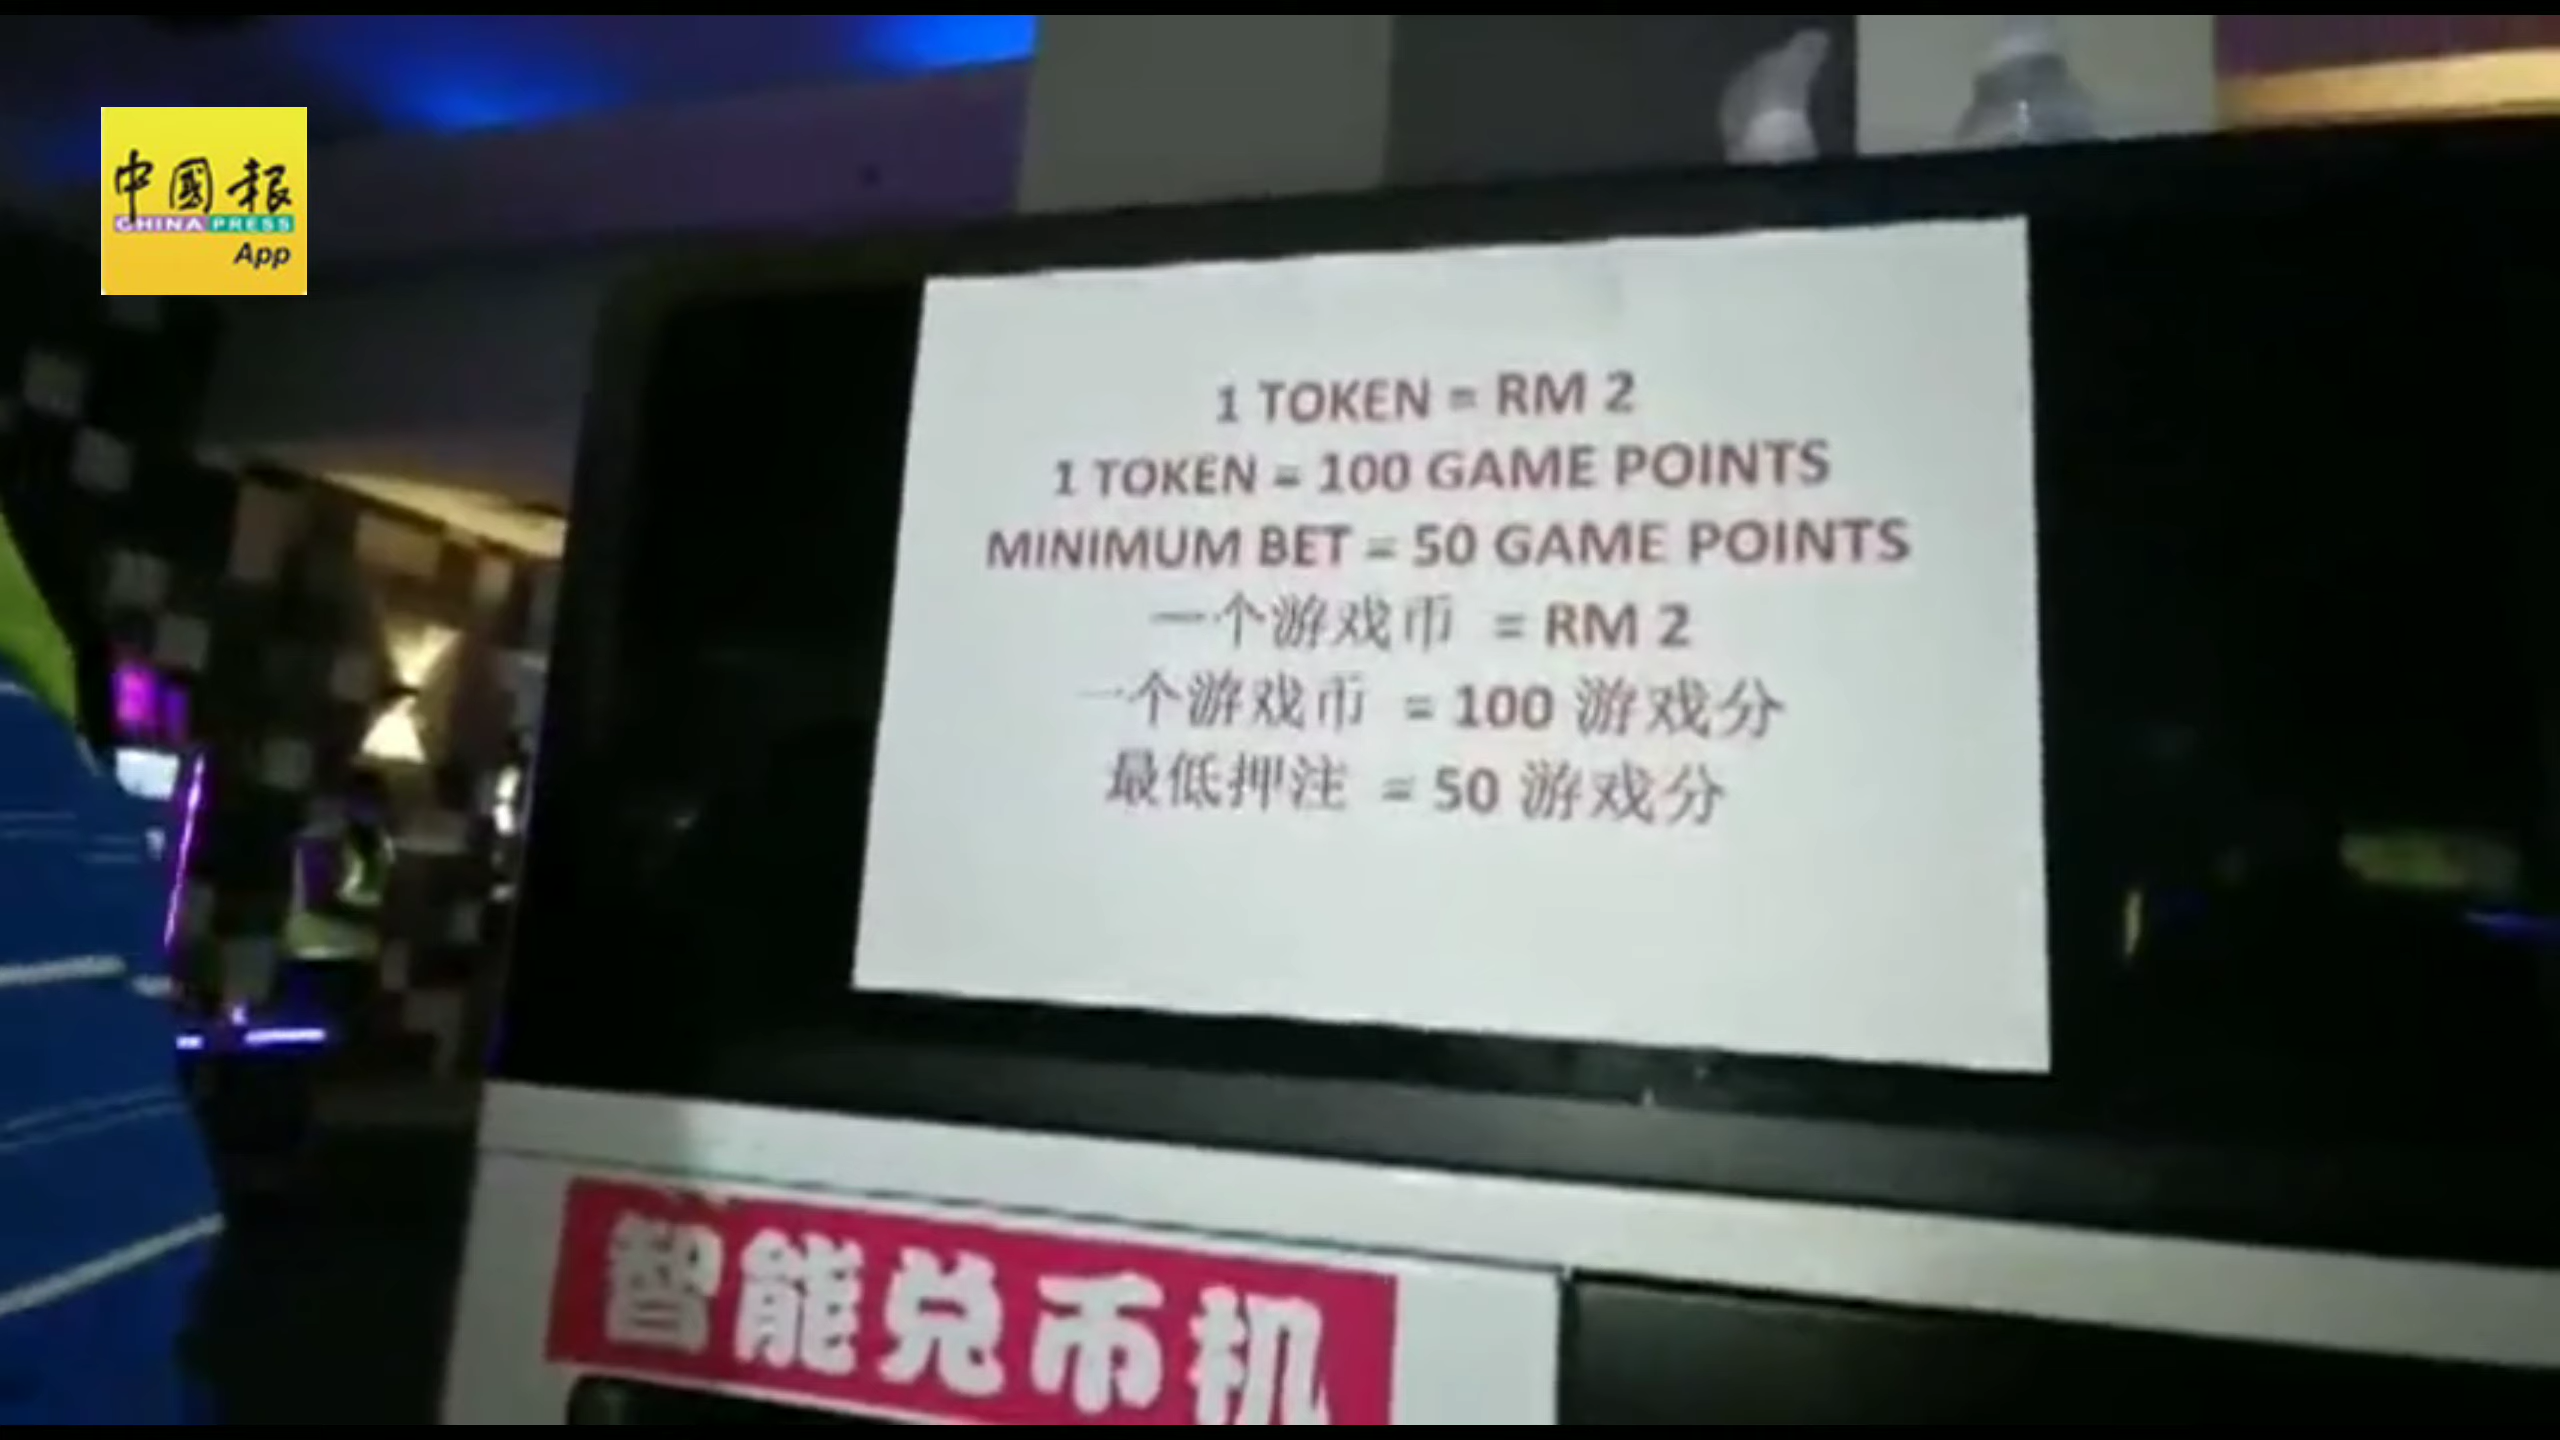 中國報
CHINA PRESS
App
1 TOKEN = RM 2
1 TOKEN = 100 GAME POINTS
MINIMUM BET = 50 GAME POINTS
一个游戏币 = RM 2
一个游戏币 = 100 游戏分
最低押注 = 50 游戏分
智能兑币机